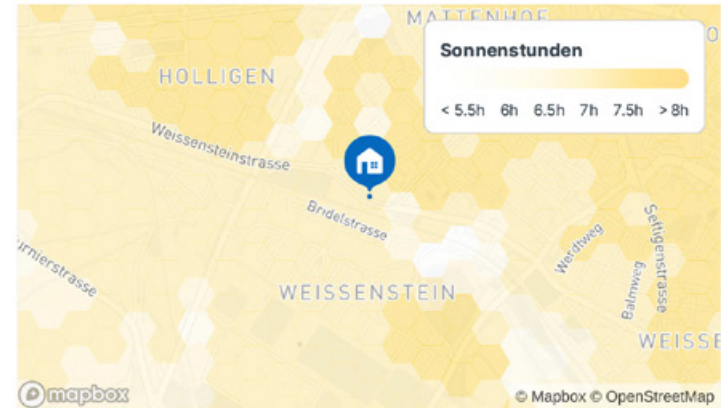 MATTENHOF
Sonnenstunden
< 5.5h 6h 6.5h 7h 7.5h > 8h
HOLLIGEN
Weissensteinstrasse
Bridelstrasse
Werdtweg
Seftigenstrasse
Balmweg
WEISSENSTEIN
urnierstrasse
WEISSE
mapbox
© Mapbox © OpenStreetMap